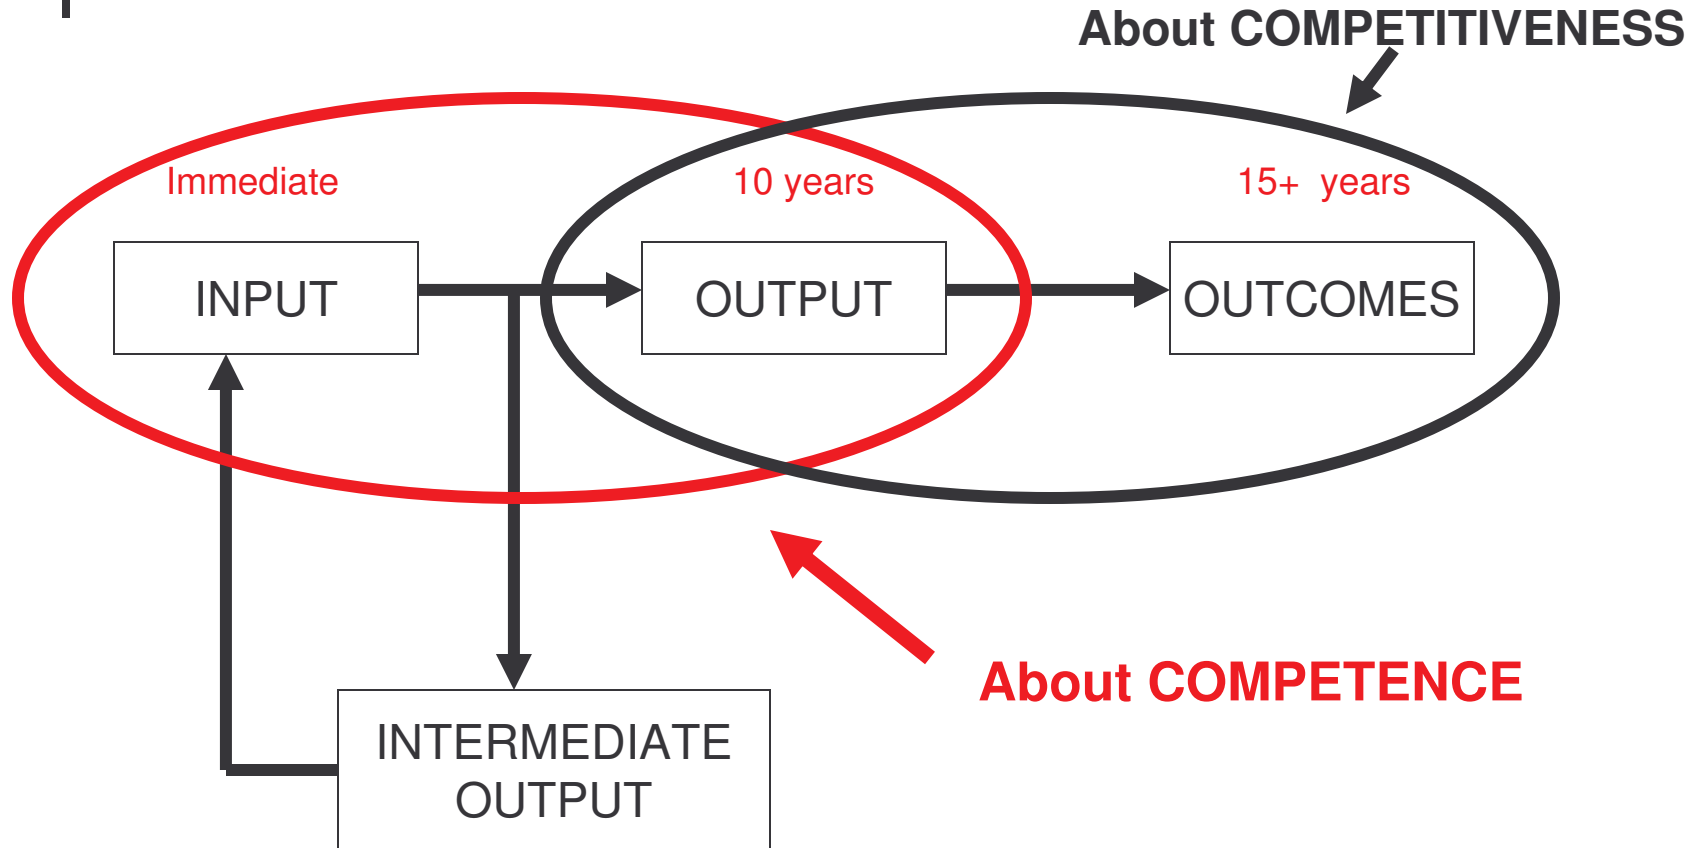 About COMPETITIVENESS
Immediate
10 years
15+ years
INPUT
OUTPUT
OUTCOMES
About COMPETENCE
INTERMEDIATE
OUTPUT